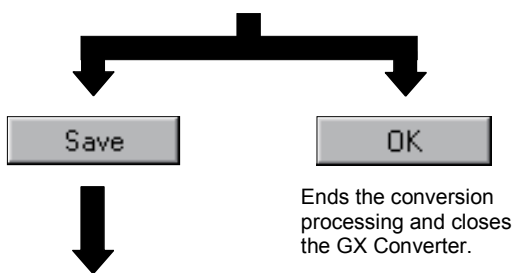 Save
OK
Ends the conversion
processing and closes
the GX Converter.